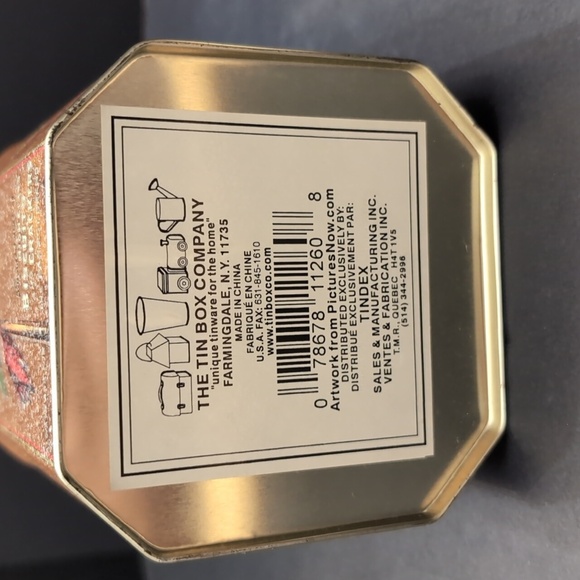 THE TIN BOX COMPANY
"unique tinware for the home"
FARMINGDALE, N.Y. 11735
MADE IN CHINA
FABRIQUÉ EN CHINE
U.S.A. FAX: 631-845-1610
www.tinboxco.com
0 78678 11260 8
Artwork from PicturesNow.com
DISTRIBUTED EXCLUSIVELY BY:
DISTRIBUÉ EXCLUSIVEMENT PAR:
TINDEX
SALES & MANUFACTURING INC.
VENTES & FABRICATION INC.
T.M.R., QUEBEC H4T1V5
(514) 344-2998